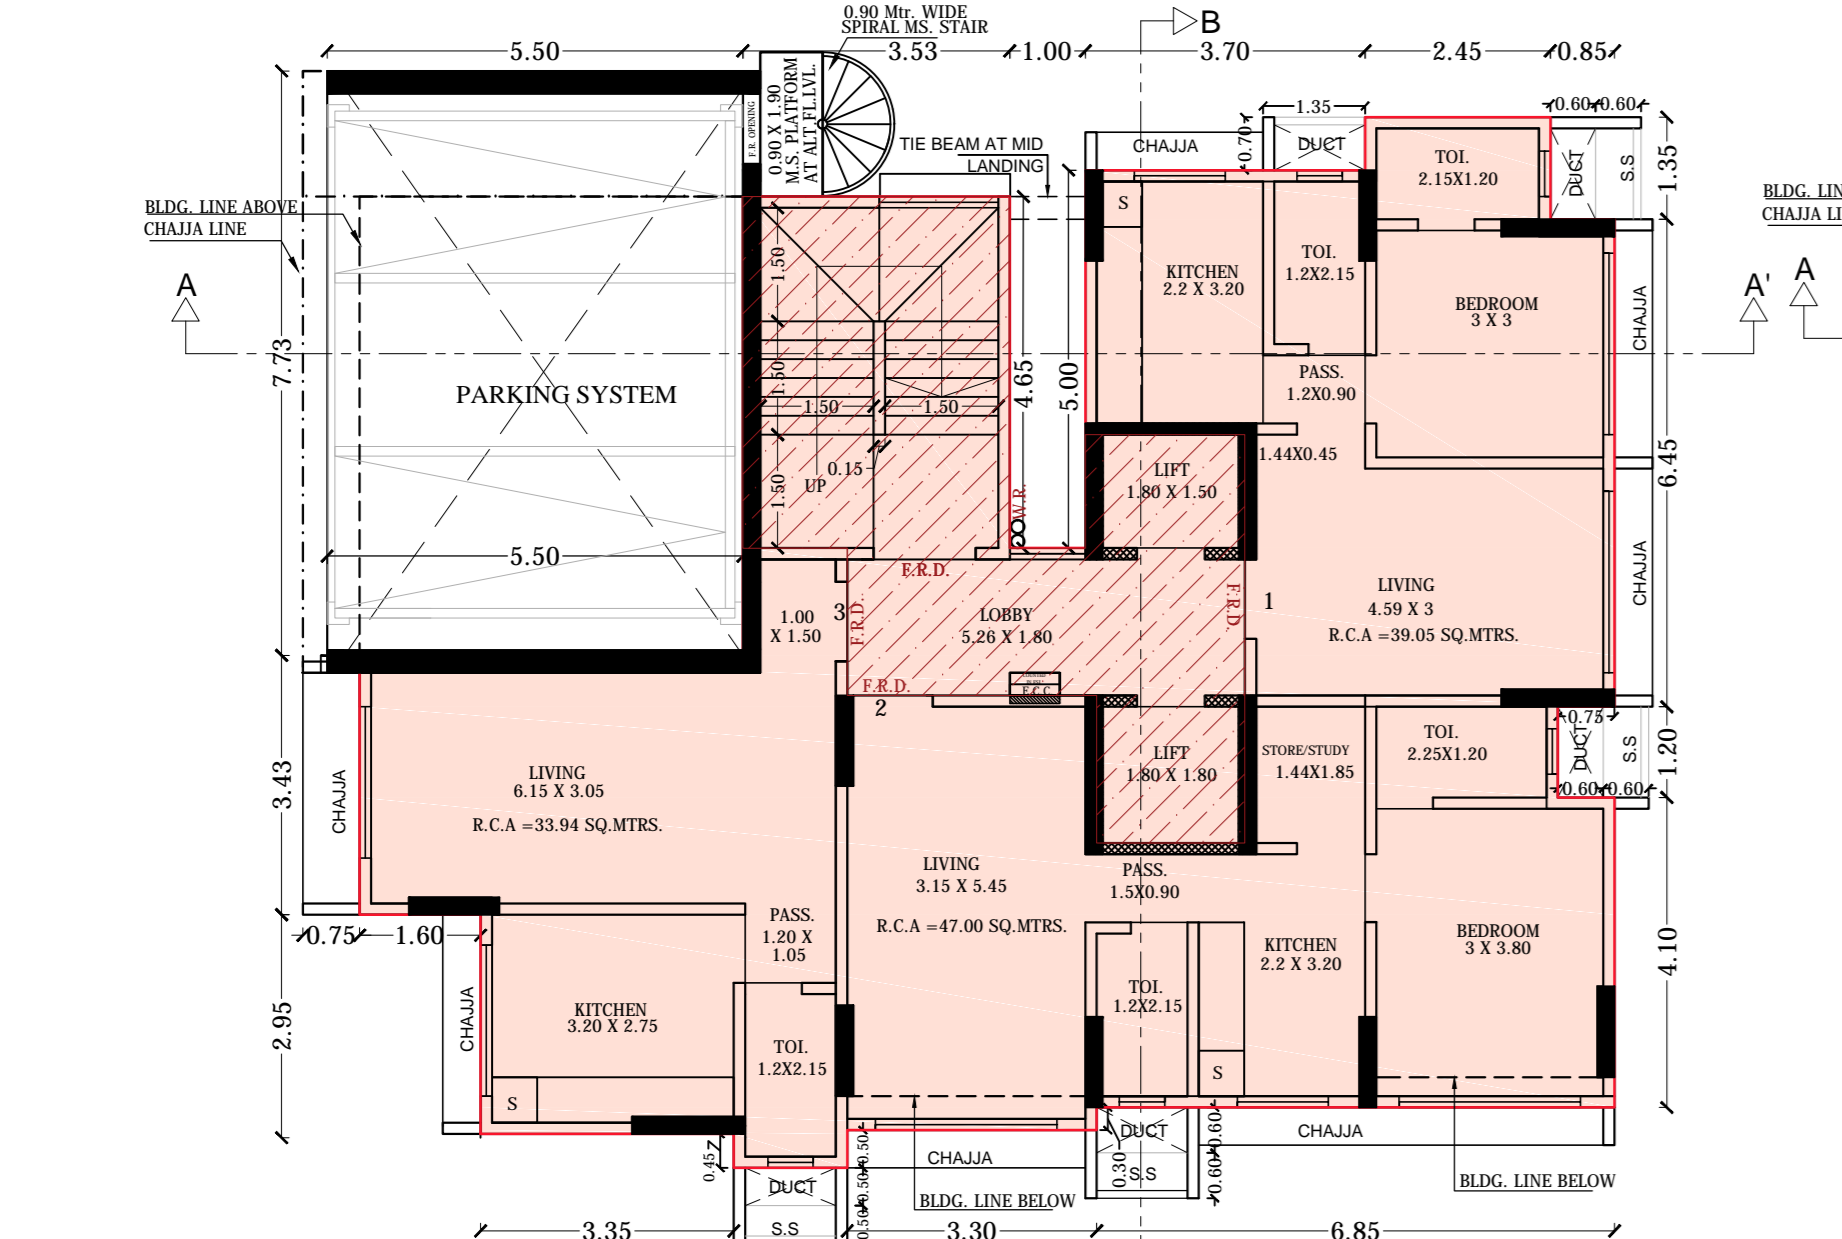 0.90 Mtr. WIDE
SPIRAL MS. STAIR
B
5.50
3.53
1.00
3.70
2.45
0.85
0.90 X 1.90
M.S. PLATFORM
AT ALT.FL.LVL.
F.R. OPENING
TIE BEAM AT MID
LANDING
CHAJJA
0.70
1.35
DUCT
0.60
0.60
TOI.
2.15X1.20
DUCT
S.S
1.35
BLDG. LINE ABOVE
CHAJJA LINE
BLDG. LIN
CHAJJA LI
A
A'
A
7.73
PARKING SYSTEM
5.50
1.50
1.50
1.50
1.50
1.50
0.15
UP
4.65
5.00
W.R.
S
KITCHEN
2.2 X 3.20
TOI.
1.2X2.15
BEDROOM
3 X 3
CHAJJA
PASS.
1.2X0.90
1.44X0.45
6.45
LIFT
1.80 X 1.50
F.R.D.
F.R.D.
F.R.D.
F.R.D.
3
1
2
1.00
X 1.50
LOBBY
5.26 X 1.80
F.C.C.
LIVING
4.59 X 3
R.C.A =39.05 SQ.MTRS.
CHAJJA
3.43
CHAJJA
LIVING
6.15 X 3.05
R.C.A =33.94 SQ.MTRS.
LIFT
1.80 X 1.80
STORE/STUDY
1.44X1.85
TOI.
2.25X1.20
0.75
DUCT
S.S
0.60
0.60
1.20
LIVING
3.15 X 5.45
R.C.A =47.00 SQ.MTRS.
PASS.
1.5X0.90
0.75
1.60
PASS.
1.20 X
1.05
KITCHEN
2.2 X 3.20
BEDROOM
3 X 3.80
4.10
2.95
CHAJJA
KITCHEN
3.20 X 2.75
TOI.
1.2X2.15
TOI.
1.2X2.15
S
S
0.45
DUCT
S.S
0.50
0.50
0.50
CHAJJA
BLDG. LINE BELOW
DUCT
0.30
S.S
0.60
0.60
CHAJJA
BLDG. LINE BELOW
3.35
3.30
6.85